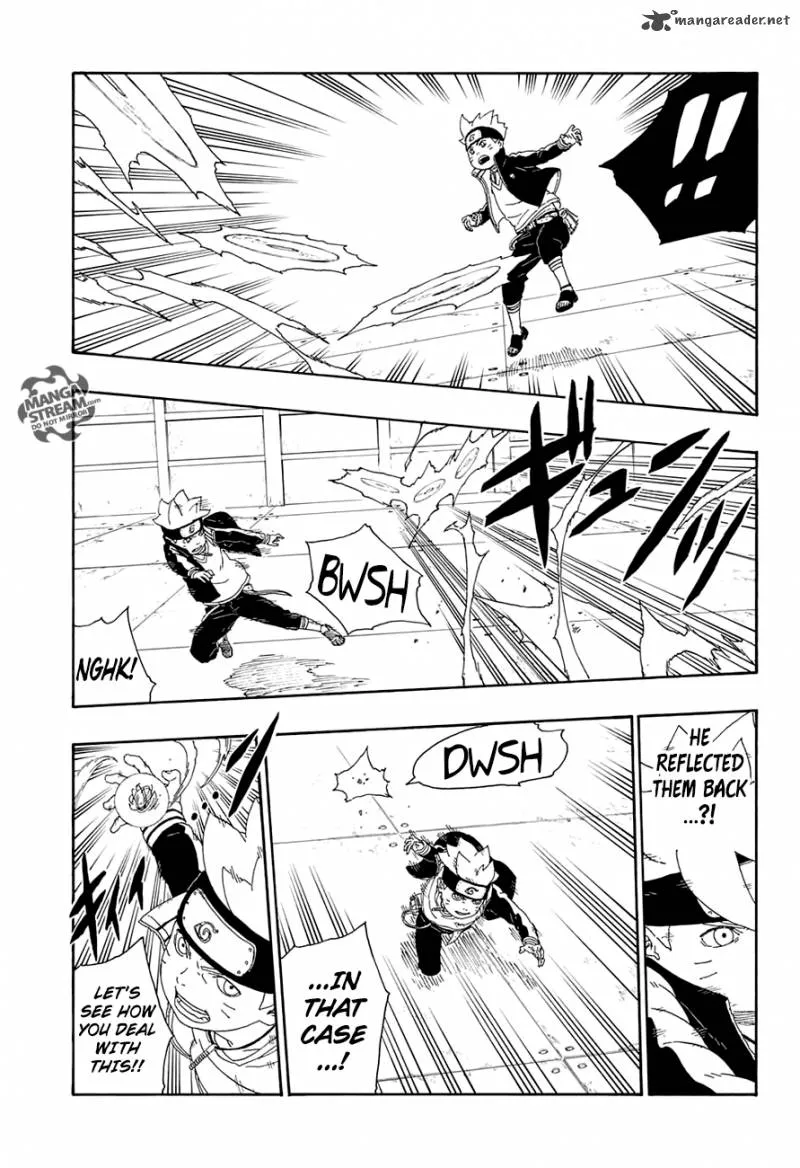 mangareader.net
!!
MANGA
STREAM.com
DO NOT MIRROR
ギュンッ
BWSH
NGHK!
HE
REFLECTED
THEM BACK
...?!
DWSH
...IN
THAT
CASE
...!
LET'S
SEE HOW
YOU DEAL
WITH
THIS!!